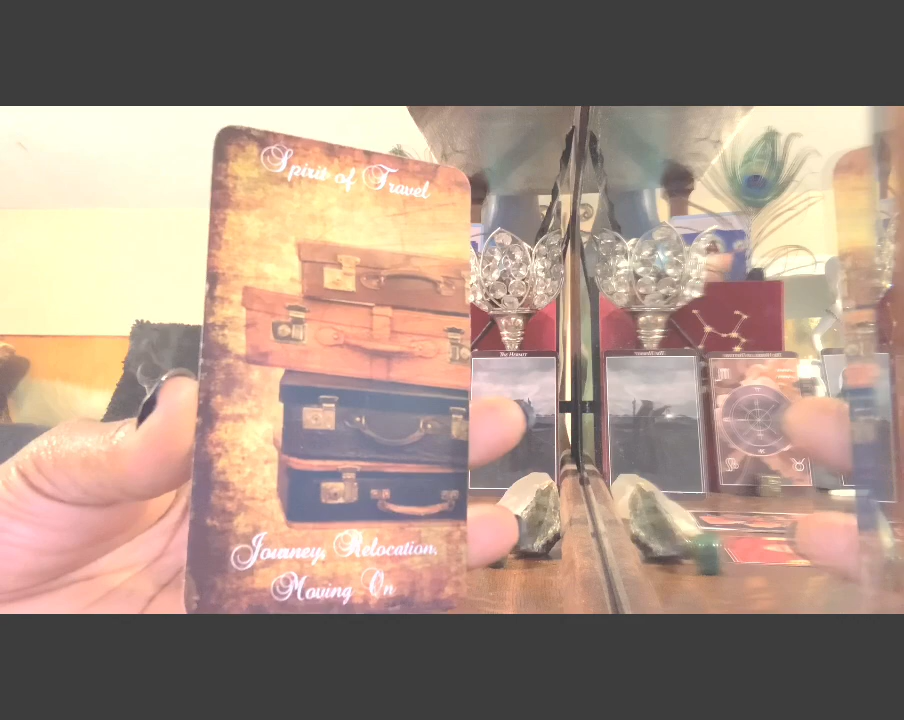 Spirit of Travel
The Hermit
Journey, Relocation,
Moving On